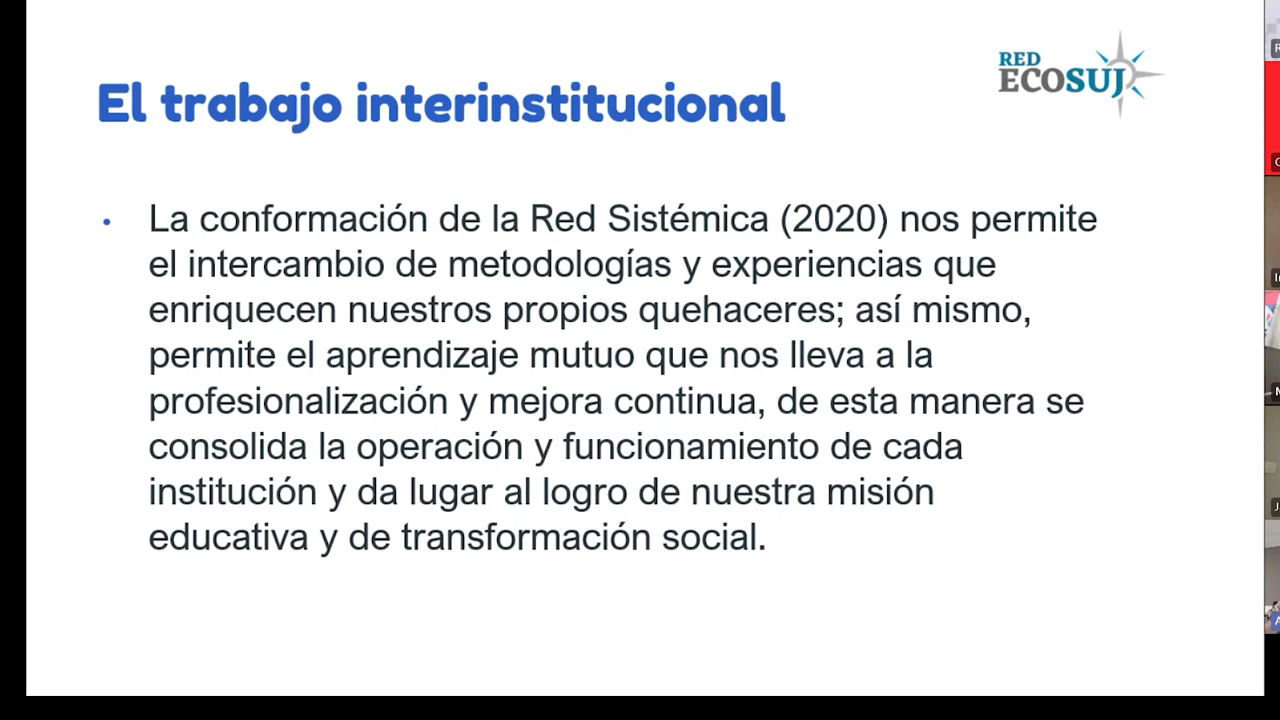 RED
ECOSUJ
El trabajo interinstitucional
• La conformación de la Red Sistémica (2020) nos permite
el intercambio de metodologías y experiencias que
enriquecen nuestros propios quehaceres; así mismo,
permite el aprendizaje mutuo que nos lleva a la
profesionalización y mejora continua, de esta manera se
consolida la operación y funcionamiento de cada
institución y da lugar al logro de nuestra misión
educativa y de transformación social.